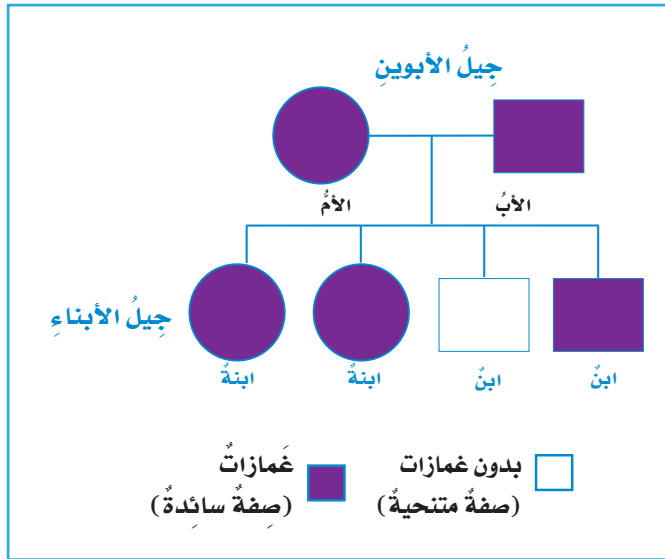 جِيلُ الأبوينِ
الأبُ
الأمُّ
جِيلُ الأبناءِ
ابنٌ
ابنٌ
ابنةٌ
ابنةٌ
بدون غمازات
(صفةٌ متنحيةٌ)
غَمازاتٌ
(صِفةٌ سائِدةٌ)